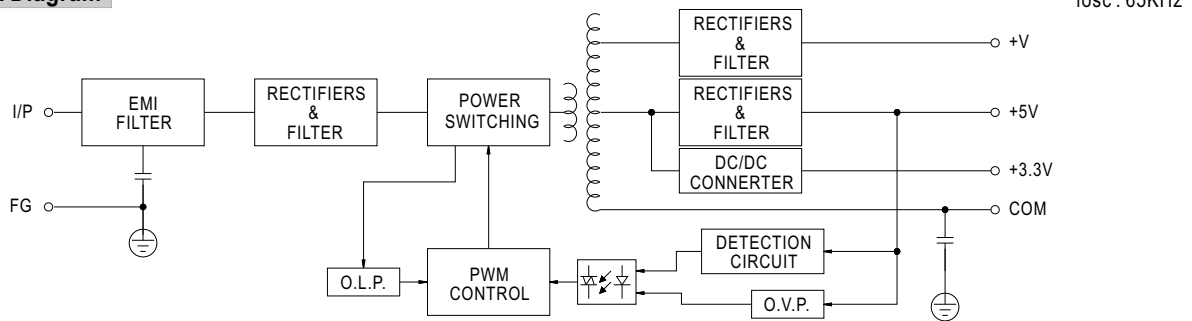 Diagram
fosc : 65KHz
RECTIFIERS
&
FILTER
+V
I/P
EMI
FILTER
RECTIFIERS
&
FILTER
POWER
SWITCHING
RECTIFIERS
&
FILTER
+5V
DC/DC
CONNERTER
+3.3V
FG
COM
DETECTION
CIRCUIT
O.L.P.
PWM
CONTROL
O.V.P.